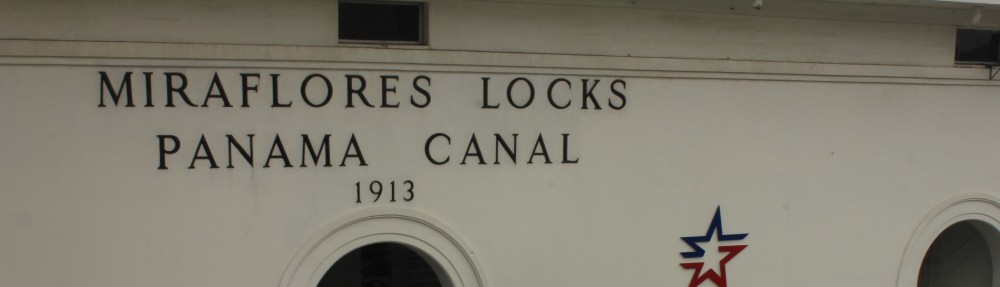 MIRAFLORES LOCKS
PANAMA CANAL
1913